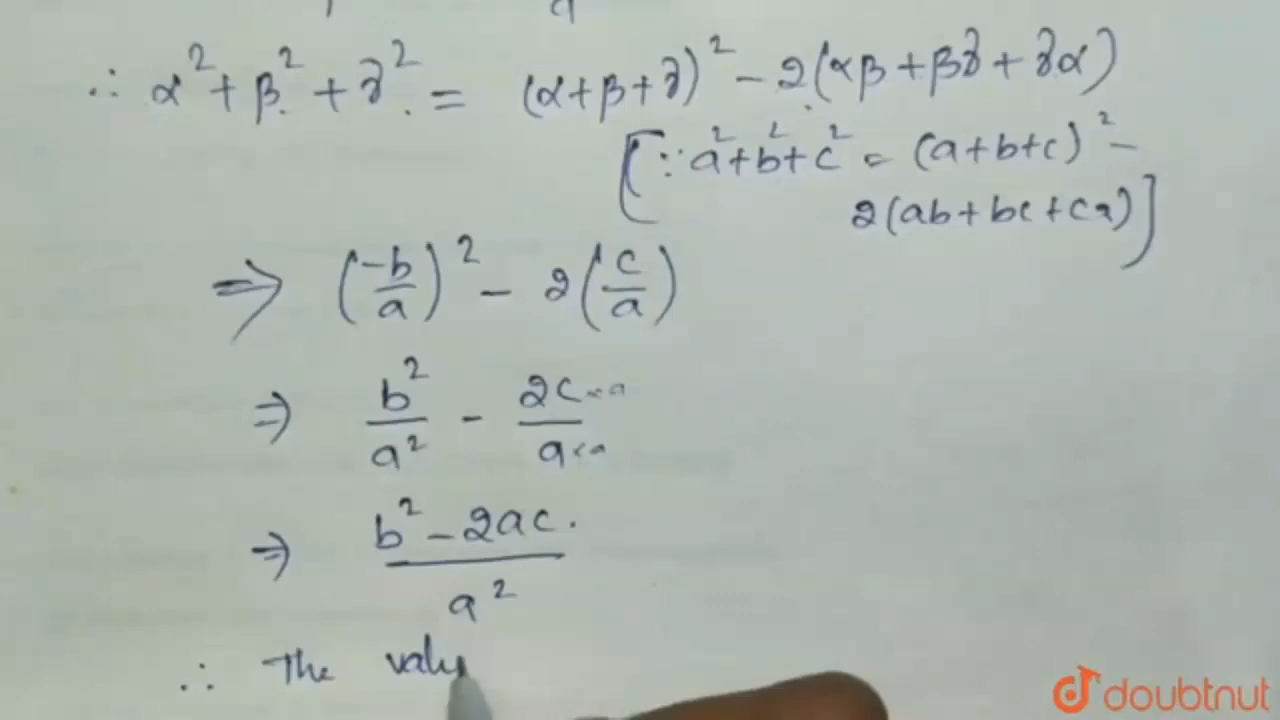 ∴ α² + β² + γ² = (α + β + γ)² - 2(αβ + βγ + γα)
[∵ a² + b² + c² = (a + b + c)² -
2(ab + bc + ca)]
⇒ (-b/a)² - 2(c/a)
⇒ b²/a² - 2c×a/a×a
⇒ b² - 2ac./a²
∴ The valu
doubtnut